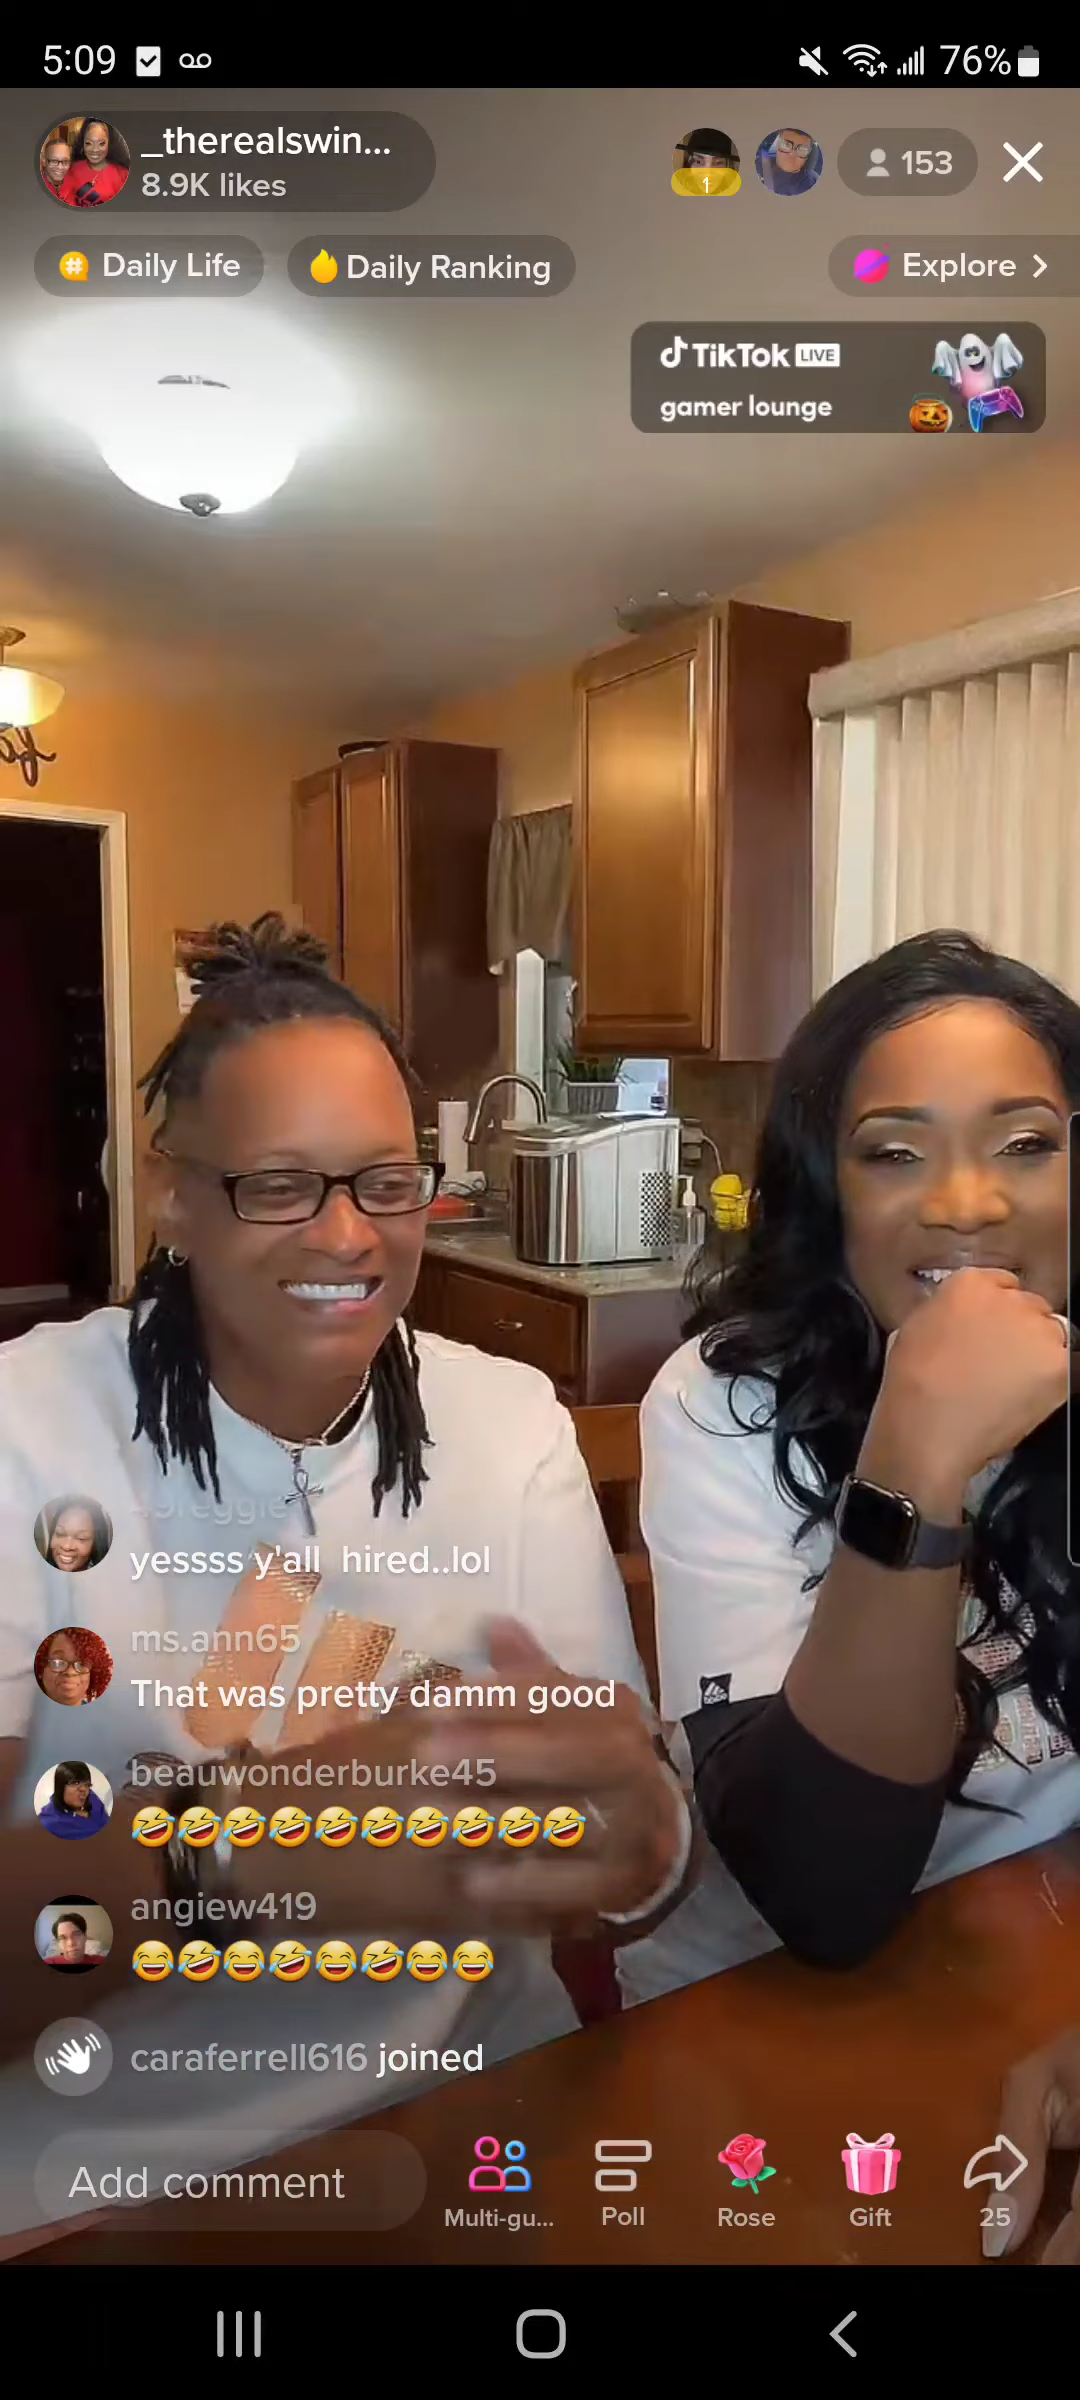 5:09
76%
_therealswin...
8.9K likes
1
153
Daily Life
Daily Ranking
Explore >
TikTok LIVE
gamer lounge
yessss y'all hired..lol
ms.ann65
That was pretty damm good
adidas
beauwonderburke45
🤣🤣🤣🤣🤣🤣🤣🤣🤣🤣
angiew419
😂🤣😂🤣😂🤣😂😂
caraferrell616 joined
Add comment
Multi-gu...
Poll
Rose
Gift
25